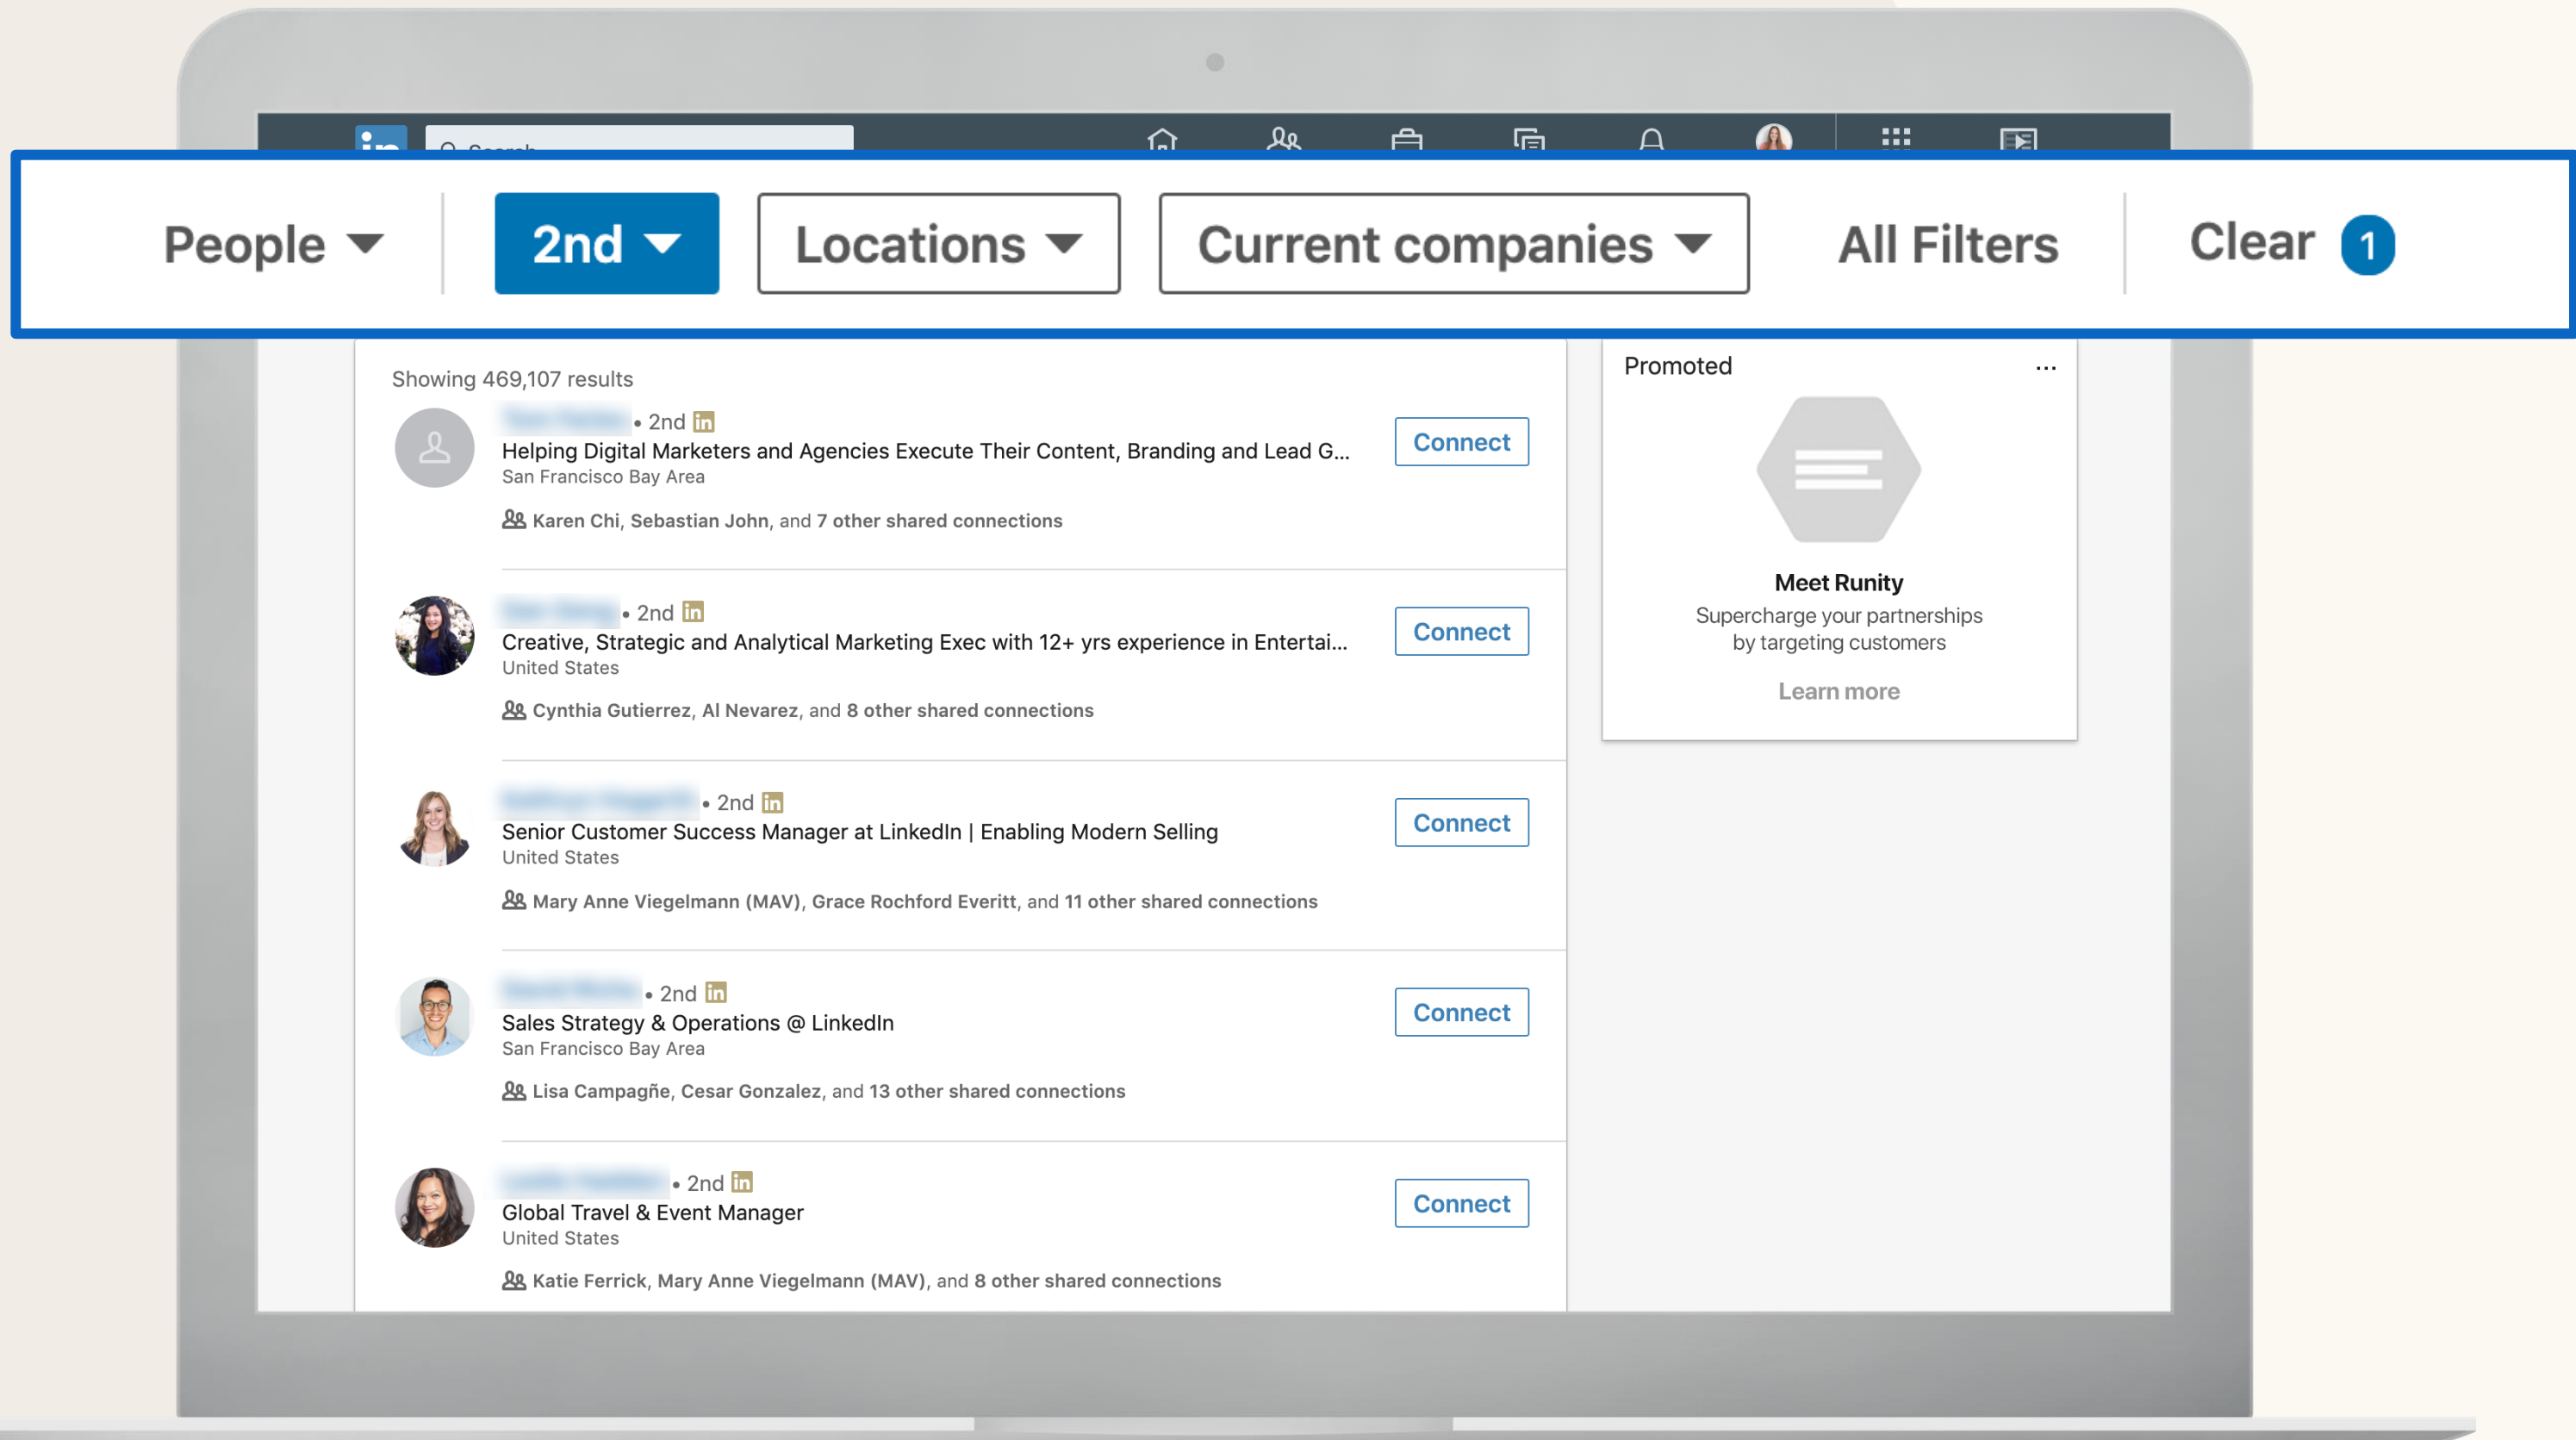 in
People
2nd
Locations
Current companies
All Filters
Clear 1
Showing 469,107 results
• 2nd in
Helping Digital Marketers and Agencies Execute Their Content, Branding and Lead G...
San Francisco Bay Area
Karen Chi, Sebastian John, and 7 other shared connections
Connect
• 2nd in
Creative, Strategic and Analytical Marketing Exec with 12+ yrs experience in Entertai...
United States
Cynthia Gutierrez, Al Nevarez, and 8 other shared connections
Connect
• 2nd in
Senior Customer Success Manager at LinkedIn | Enabling Modern Selling
United States
Mary Anne Viegelmann (MAV), Grace Rochford Everitt, and 11 other shared connections
Connect
• 2nd in
Sales Strategy & Operations @ LinkedIn
San Francisco Bay Area
Lisa Campagñe, Cesar Gonzalez, and 13 other shared connections
Connect
• 2nd in
Global Travel & Event Manager
United States
Katie Ferrick, Mary Anne Viegelmann (MAV), and 8 other shared connections
Connect
Promoted
...
Meet Runity
Supercharge your partnerships
by targeting customers
Learn more